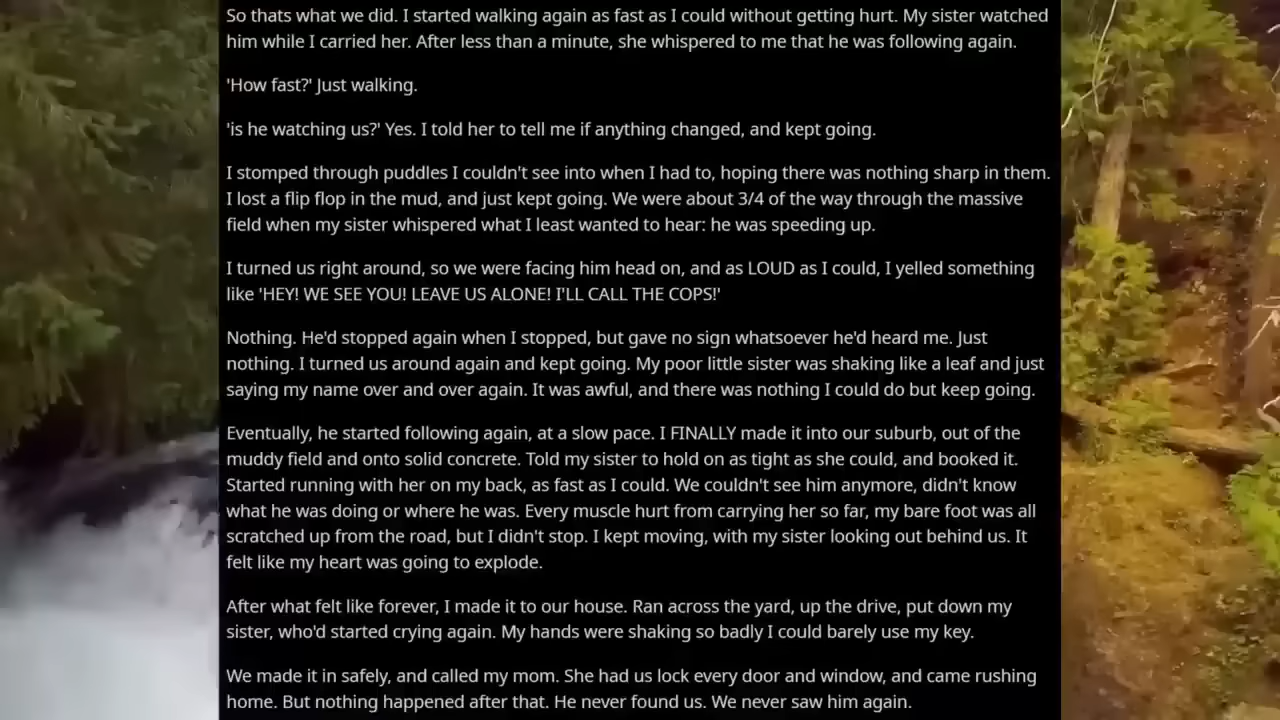 So thats what we did. I started walking again as fast as I could without getting hurt. My sister watched
him while I carried her. After less than a minute, she whispered to me that he was following again.
'How fast?' Just walking.
'is he watching us?' Yes. I told her to tell me if anything changed, and kept going.
I stomped through puddles I couldn't see into when I had to, hoping there was nothing sharp in them.
I lost a flip flop in the mud, and just kept going. We were about 3/4 of the way through the massive
field when my sister whispered what I least wanted to hear: he was speeding up.
I turned us right around, so we were facing him head on, and as LOUD as I could, I yelled something
like 'HEY! WE SEE YOU! LEAVE US ALONE! I'LL CALL THE COPS!'
Nothing. He'd stopped again when I stopped, but gave no sign whatsoever he'd heard me. Just
nothing. I turned us around again and kept going. My poor little sister was shaking like a leaf and just
saying my name over and over again. It was awful, and there was nothing I could do but keep going.
Eventually, he started following again, at a slow pace. I FINALLY made it into our suburb, out of the
muddy field and onto solid concrete. Told my sister to hold on as tight as she could, and booked it.
Started running with her on my back, as fast as I could. We couldn't see him anymore, didn't know
what he was doing or where he was. Every muscle hurt from carrying her so far, my bare foot was all
scratched up from the road, but I didn't stop. I kept moving, with my sister looking out behind us. It
felt like my heart was going to explode.
After what felt like forever, I made it to our house. Ran across the yard, up the drive, put down my
sister, who'd started crying again. My hands were shaking so badly I could barely use my key.
We made it in safely, and called my mom. She had us lock every door and window, and came rushing
home. But nothing happened after that. He never found us. We never saw him again.